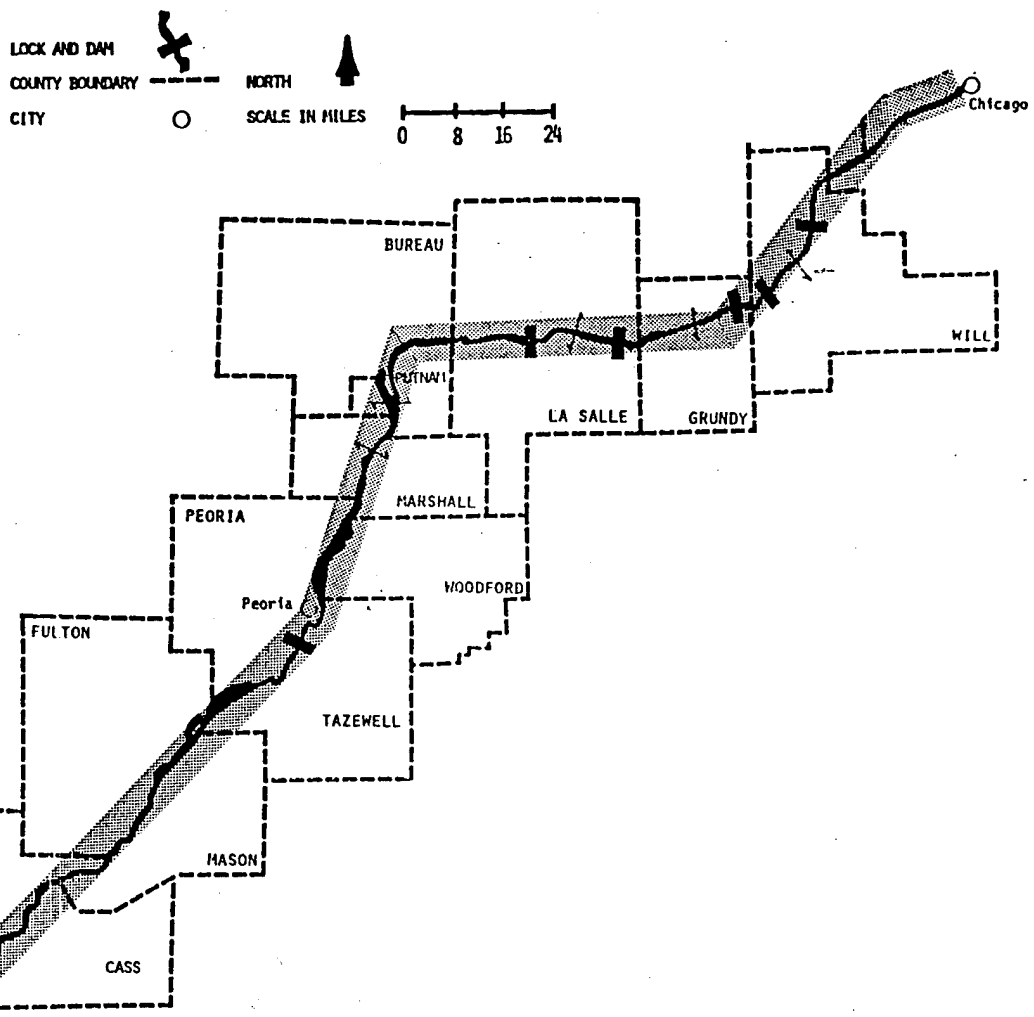 LOCK AND DAM
COUNTY BOUNDARY NORTH
CITY SCALE IN MILES
0 8 16 24
Chicago
BUREAU
WILL
PUTNAM
LA SALLE GRUNDY
MARSHALL
PEORIA
WOODFORD
Peoria
FULTON
TAZEWELL
MASON
CASS